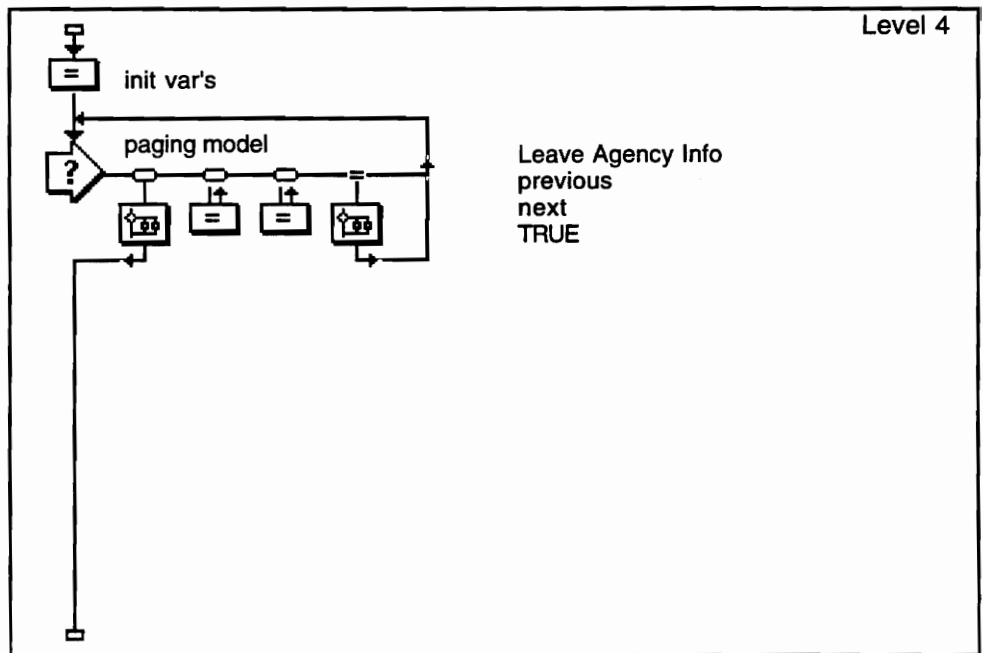 Level 4
=
init var's
paging model
?
=
= =
Leave Agency Info
previous
next
TRUE